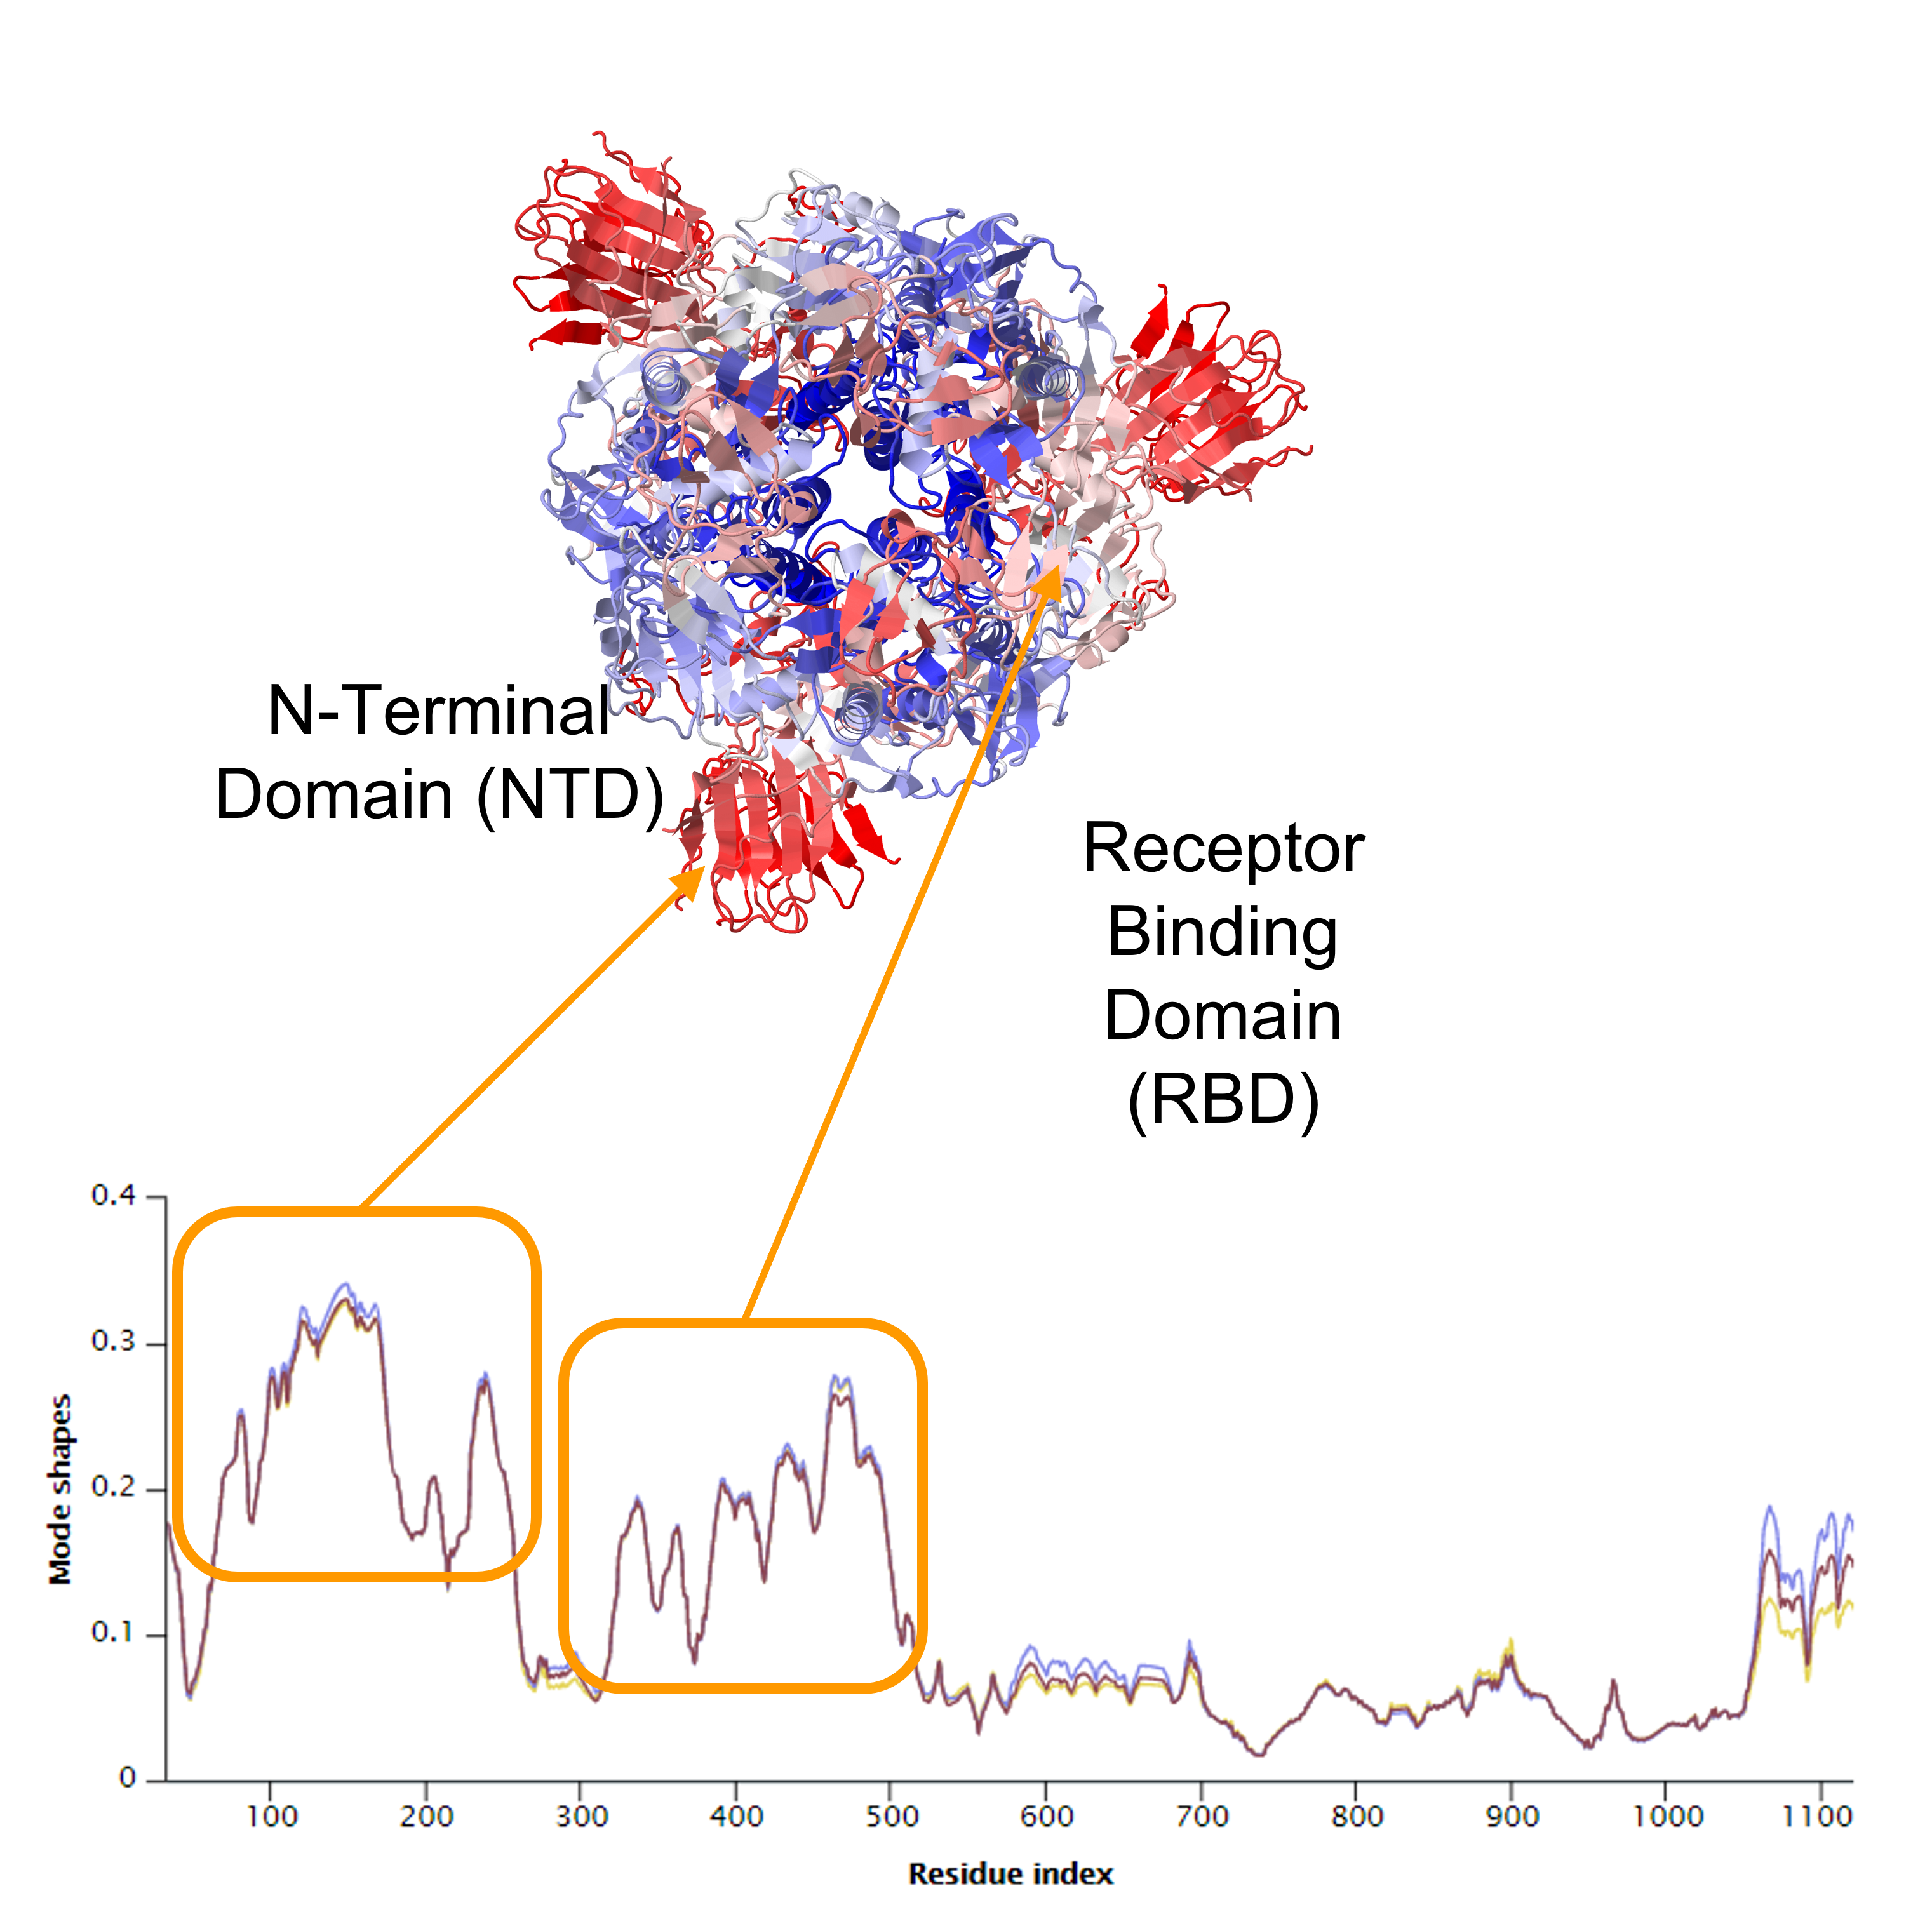 N-Terminal
Domain (NTD)
Receptor
Binding
Domain
(RBD)
0.4
0.3
0.2
0.1
0
Mode shapes
100 200 300 400 500 600 700 800 900 1000 1100
Residue index